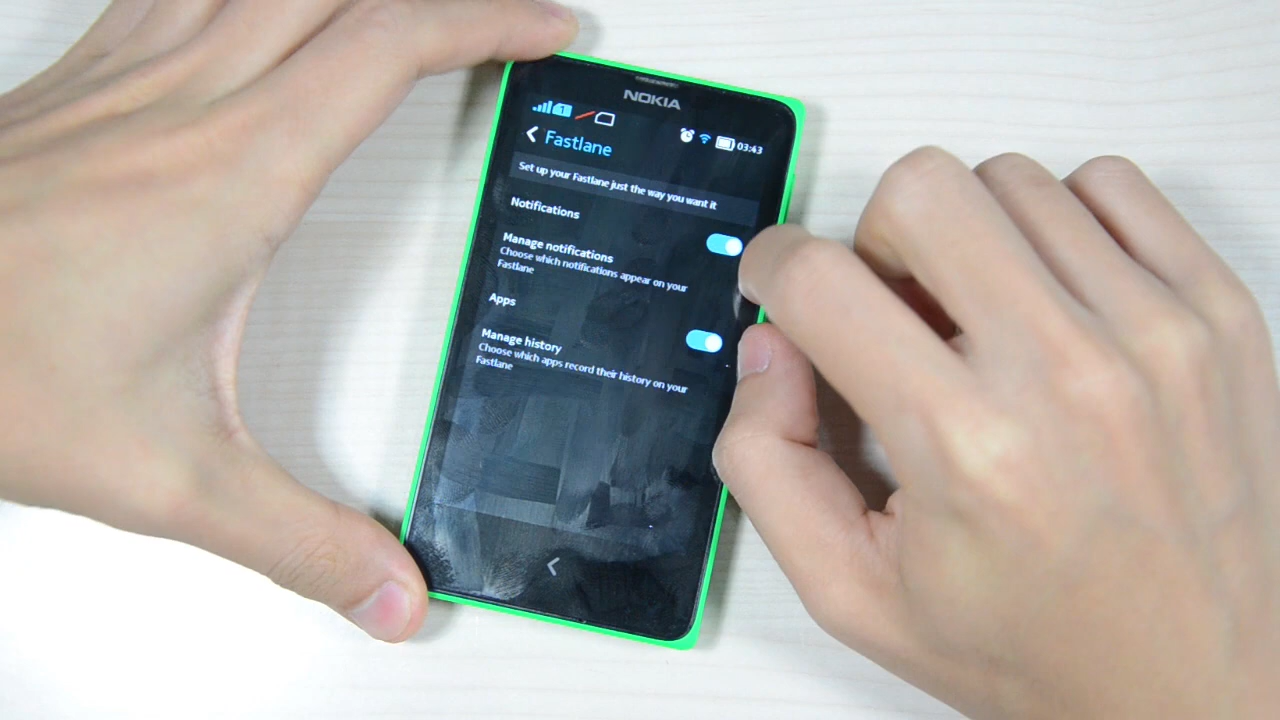 NOKIA
1 03:43
Fastlane
Set up your Fastlane just the way you want it
Notifications
Manage notifications
Choose which notifications appear on your
Fastlane
Apps
Manage history
Choose which apps record their history on your
Fastlane